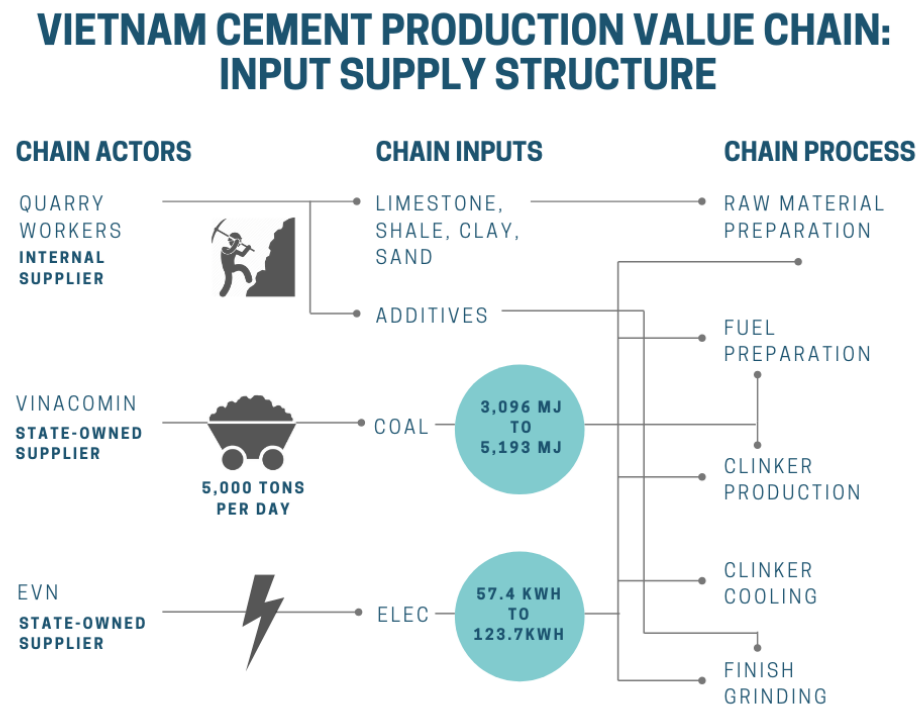 VIETNAM CEMENT PRODUCTION VALUE CHAIN:
INPUT SUPPLY STRUCTURE
CHAIN ACTORS
CHAIN INPUTS
CHAIN PROCESS
QUARRY
WORKERS
INTERNAL
SUPPLIER
LIMESTONE,
SHALE, CLAY,
SAND
RAW MATERIAL
PREPARATION
ADDITIVES
FUEL
PREPARATION
VINACOMIN
STATE-OWNED
SUPPLIER
5,000 TONS
PER DAY
COAL
3,096 MJ
TO
5,193 MJ
CLINKER
PRODUCTION
EVN
STATE-OWNED
SUPPLIER
ELEC
57.4 KWH
TO
123.7KWH
CLINKER
COOLING
FINISH
GRINDING